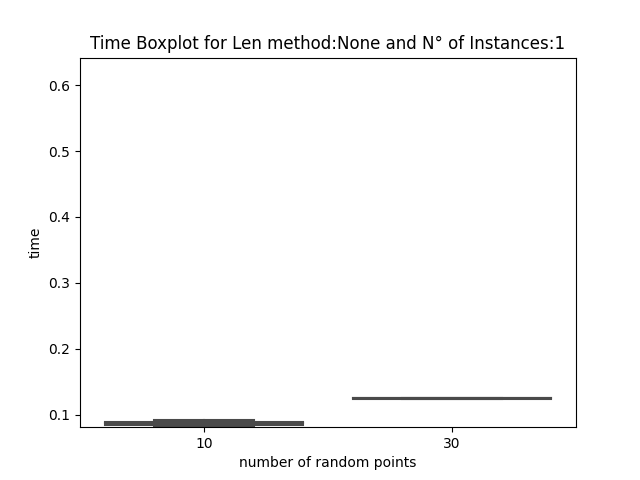 Time Boxplot for Len method:None and N° of Instances:1
0.6
0.5
0.4
0.3
0.2
0.1
time
10 30
number of random points